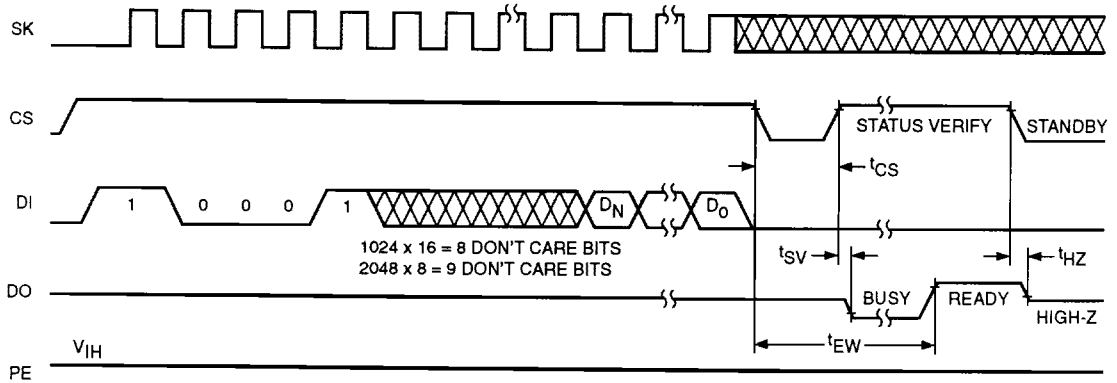 SK
CS
STATUS VERIFY STANDBY
tCS
DI 1 0 0 0 1 DN D0
1024 x 16 = 8 DON'T CARE BITS
2048 x 8 = 9 DON'T CARE BITS
tSV tHZ
DO BUSY READY
HIGH-Z
tEW
VIH
PE